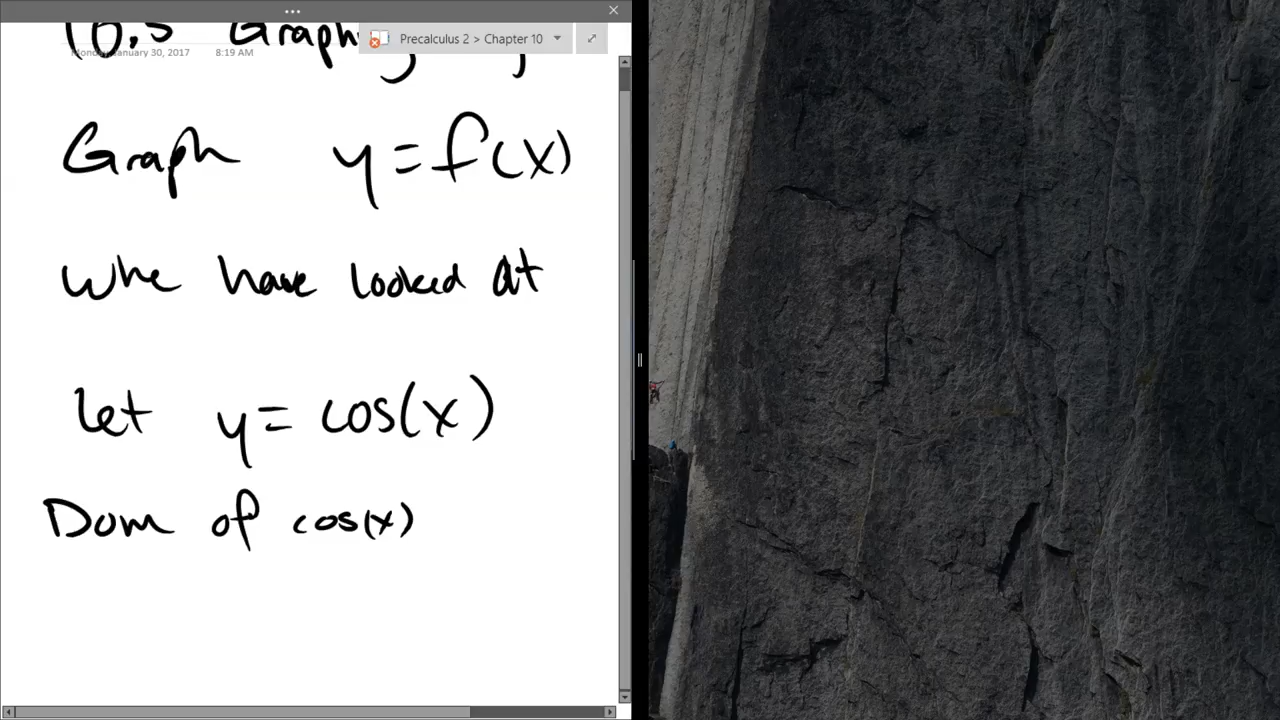 Precalculus 2 > Chapter 10
Monday, January 30, 2017 8:19 AM
Graph y=f(x)
Whe have looked at
let y = cos(x)
Dom of cos(x)